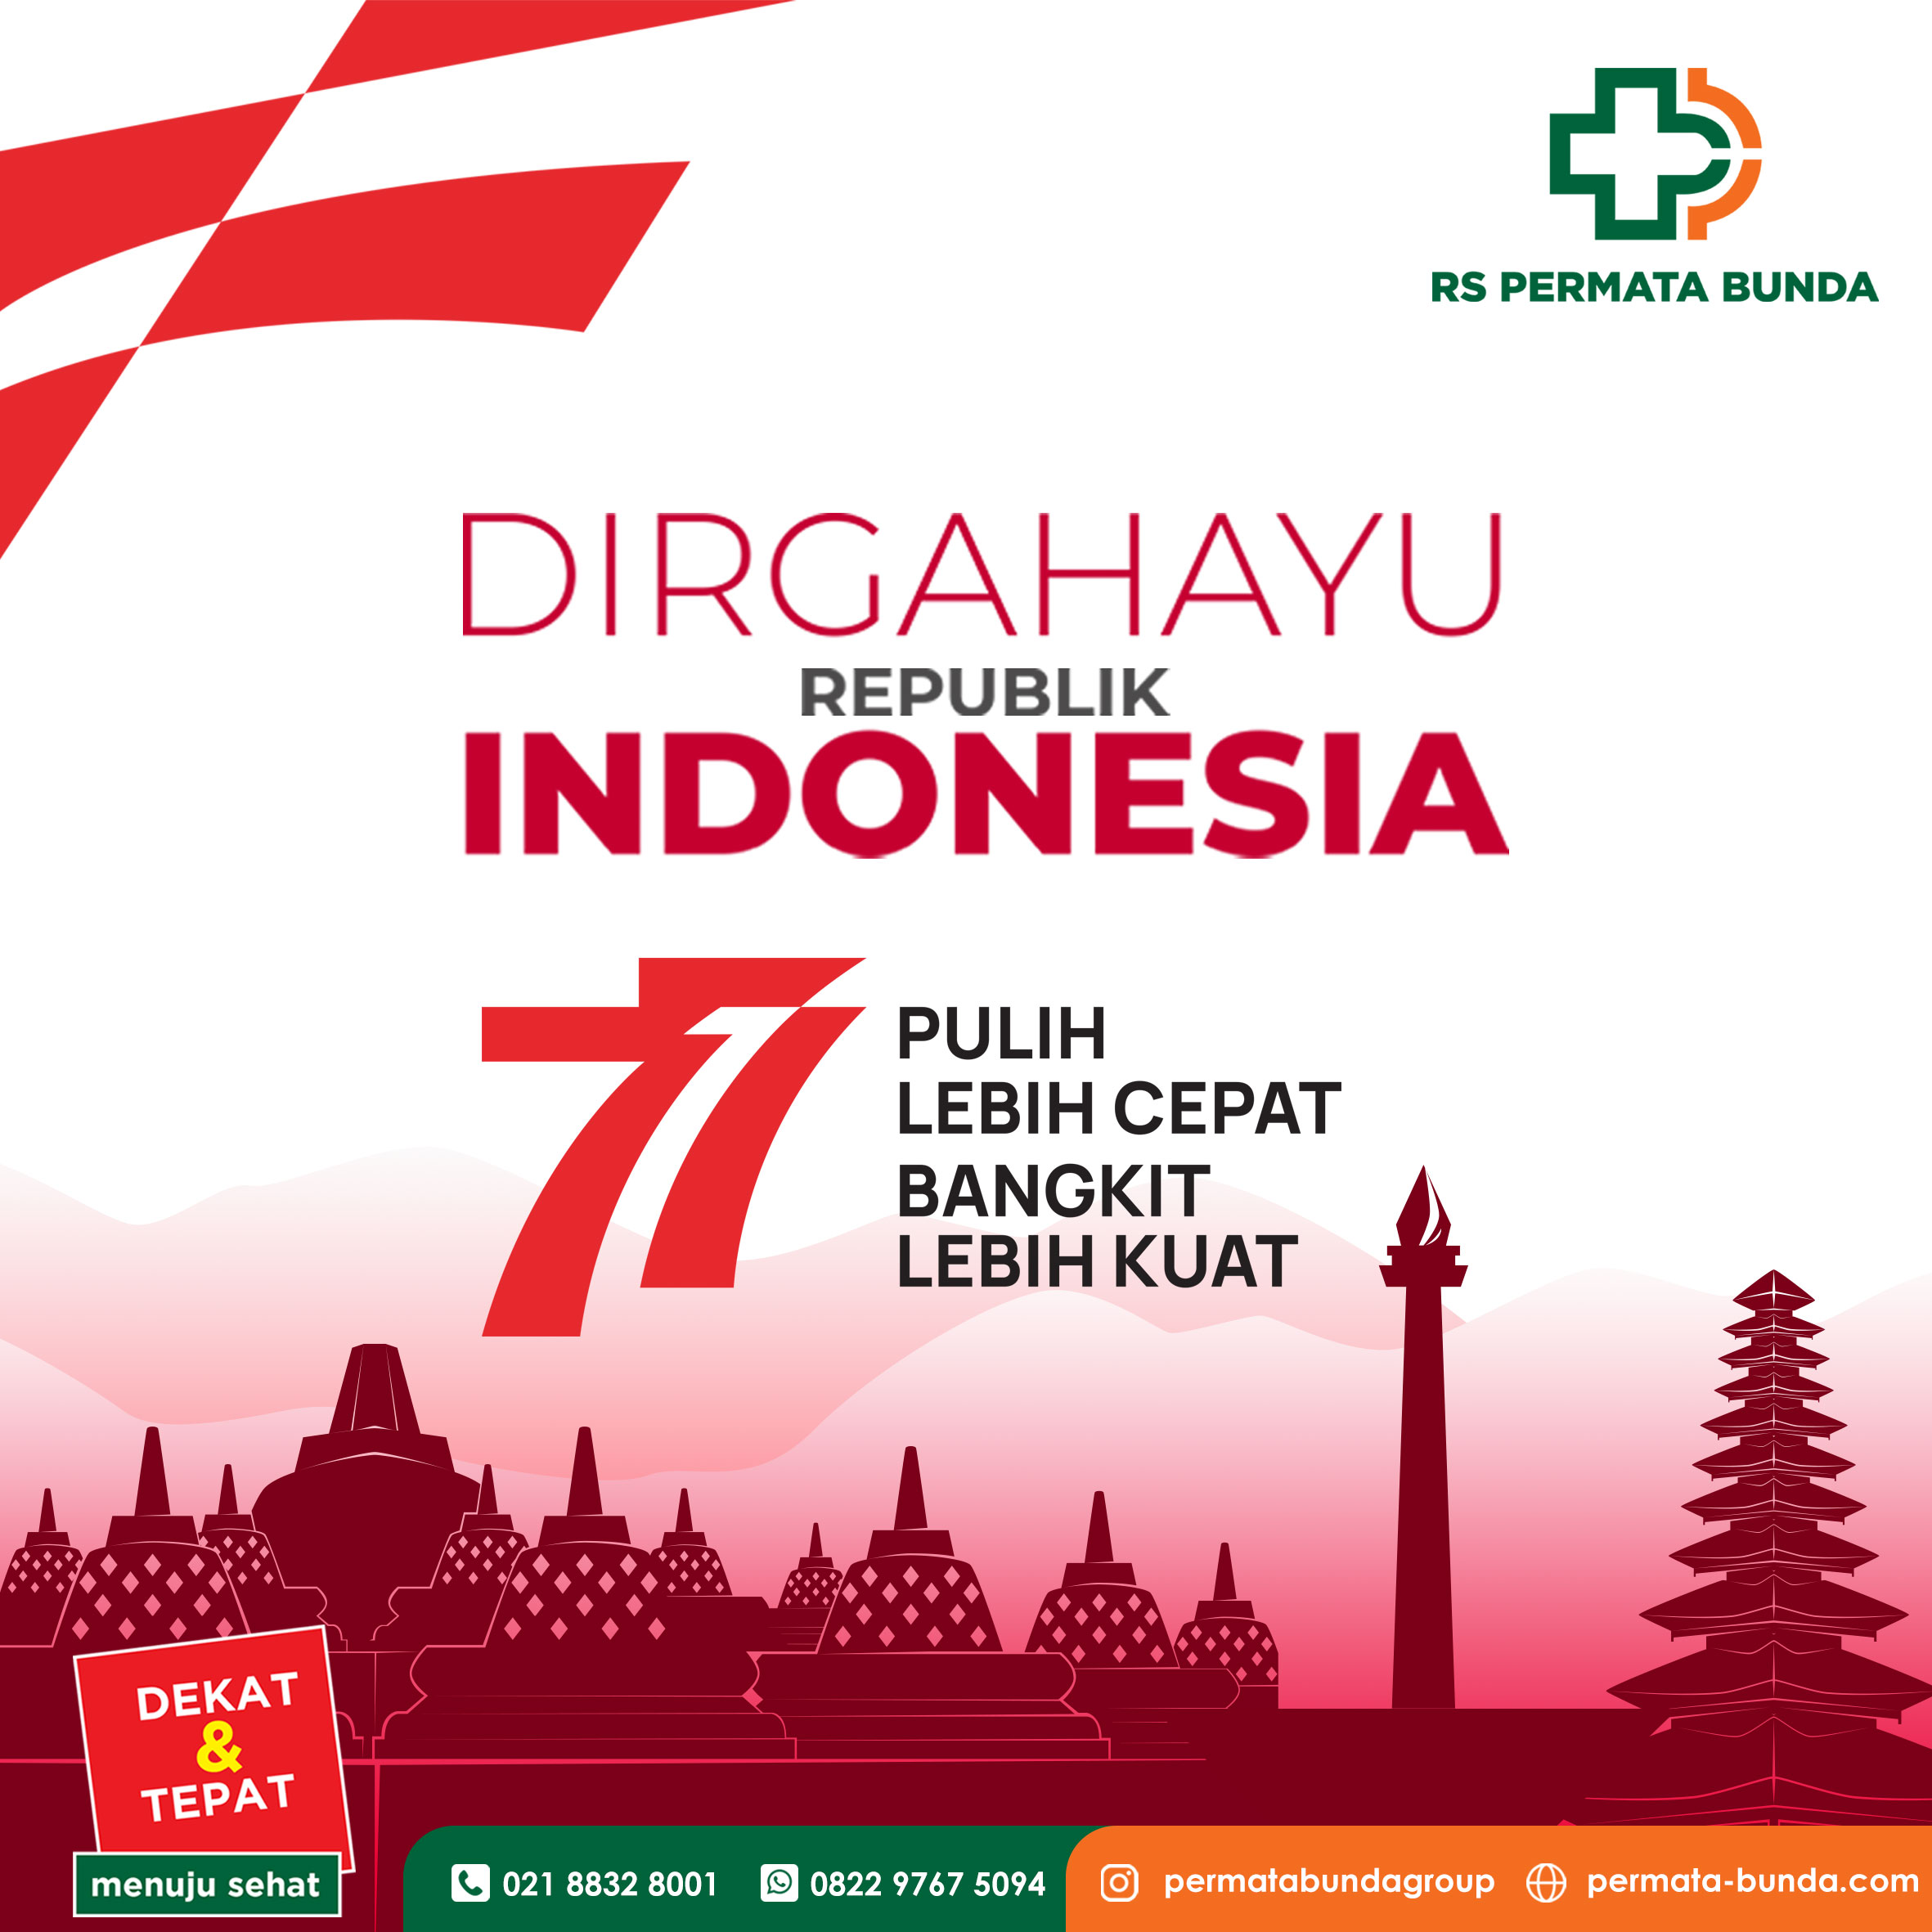 RS PERMATA BUNDA
DIRGAHAYU
REPUBLIK
INDONESIA
77
PULIH
LEBIH CEPAT
BANGKIT
LEBIH KUAT
DEKAT
&
TEPAT
menuju sehat
021 8832 8001
0822 9767 5094
permatabundagroup
permata-bunda.com